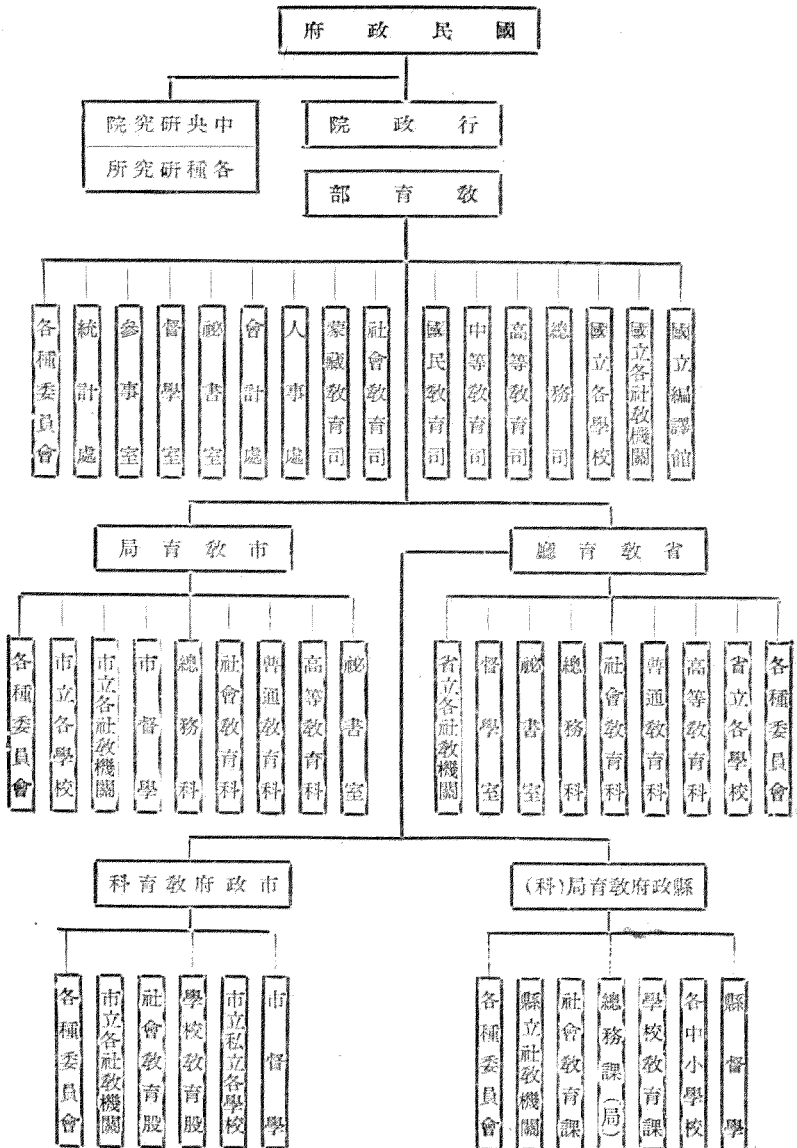 國民政府
中央研究院
各種研究所
行政院
教育部
國立編譯館
國立各社教機關
國立各學校
總務司
高等教育司
中等教育司
國民教育司
社會教育司
蒙藏教育司
人事處
會計處
祕書室
督學室
參事室
統計處
各種委員會
省教育廳
市教育局
各種委員會
省立各學校
高等教育科
普通教育科
社會教育科
總務科
祕書室
督學室
省立各社教機關
祕書室
高等教育科
普通教育科
社會教育科
總務科
市督學
市立各社教機關
市立各學校
各種委員會
縣政府教育局(科)
市政府教育科
縣督學
各中小學校
學校教育課
總務課(局)
社會教育課
縣立社教機關
各種委員會
市督學
市立私立各學校
學校教育股
社會教育股
市立各社教機關
各種委員會